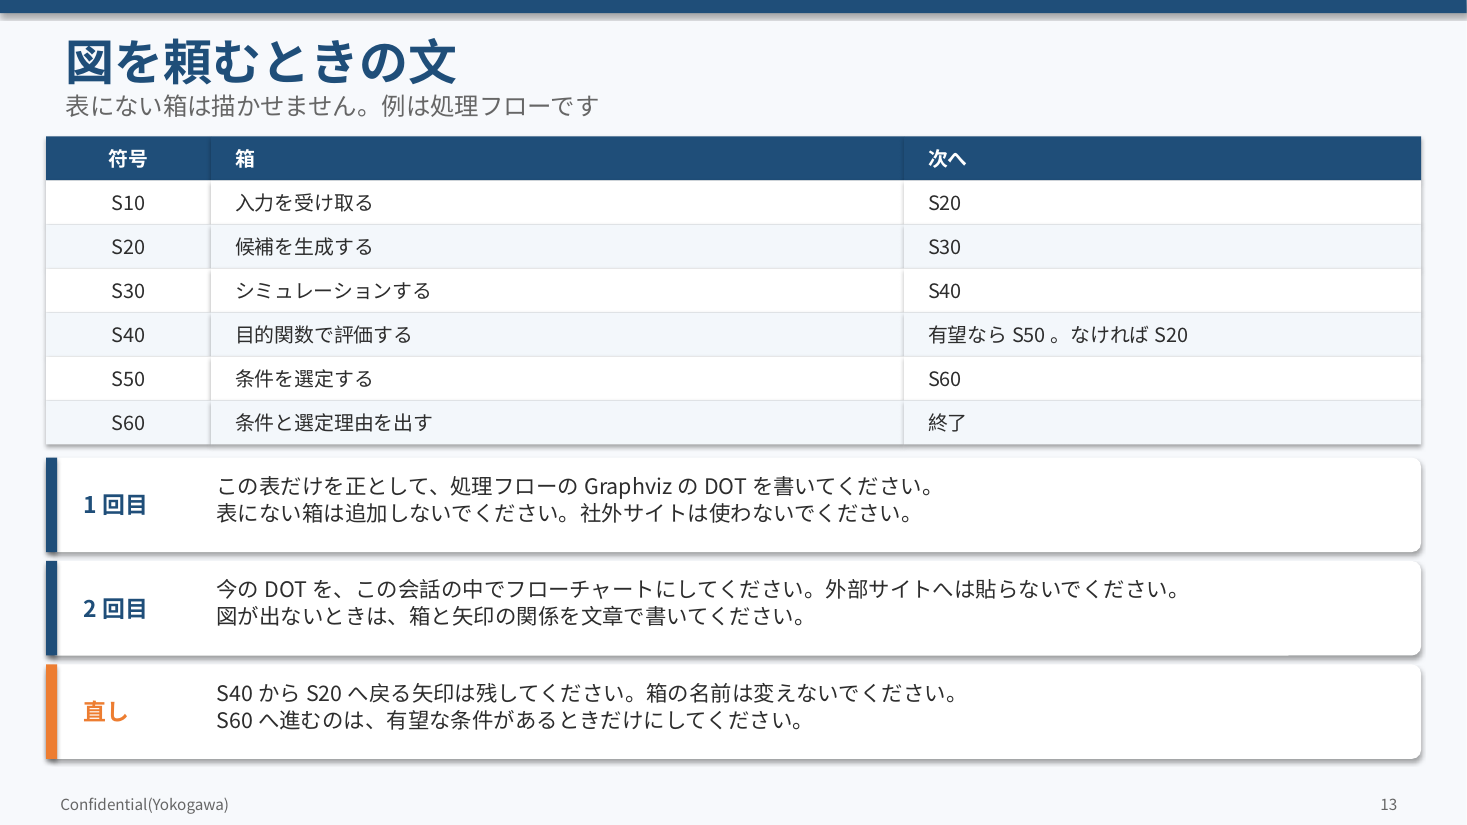 図を頼むときの文
表にない箱は描かせません。例は処理フローです
符号 箱 次へ
S10 入力を受け取る S20
S20 候補を生成する S30
S30 シミュレーションする S40
S40 目的関数で評価する 有望なら S50 。なければ S20
S50 条件を選定する S60
S60 条件と選定理由を出す 終了
1 回目
この表だけを正として、処理フローの Graphviz の DOT を書いてください。
表にない箱は追加しないでください。社外サイトは使わないでください。
2 回目
今の DOT を、この会話の中でフローチャートにしてください。外部サイトへは貼らないでください。
図が出ないときは、箱と矢印の関係を文章で書いてください。
直し
S40 から S20 へ戻る矢印は残してください。箱の名前は変えないでください。
S60 へ進むのは、有望な条件があるときだけにしてください。
Confidential(Yokogawa) 13